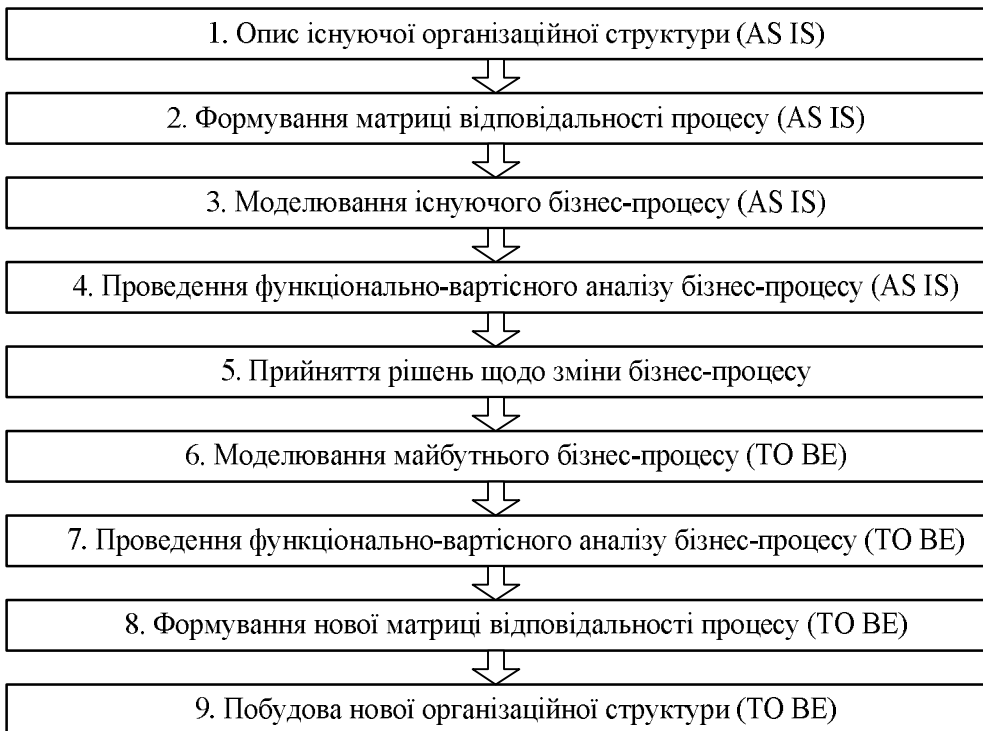 1. Опис існуючої організаційної структури (AS IS)
2. Формування матриці відповідальності процесу (AS IS)
3. Моделювання існуючого бізнес-процесу (AS IS)
4. Проведення функціонально-вартісного аналізу бізнес-процесу (AS IS)
5. Прийняття рішень щодо зміни бізнес-процесу
6. Моделювання майбутнього бізнес-процесу (TO BE)
7. Проведення функціонально-вартісного аналізу бізнес-процесу (TO BE)
8. Формування нової матриці відповідальності процесу (TO BE)
9. Побудова нової організаційної структури (TO BE)